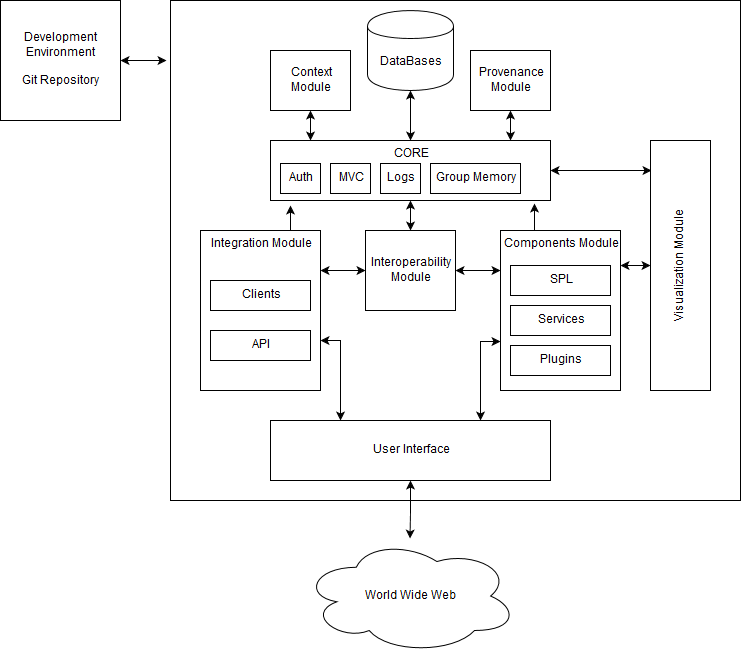 Development
Environment
Git Repository
DataBases
Context
Module
Provenance
Module
CORE
Auth
MVC
Logs
Group Memory
Integration Module
Clients
API
Interoperability
Module
Components Module
SPL
Services
Plugins
Visualization Module
User Interface
World Wide Web